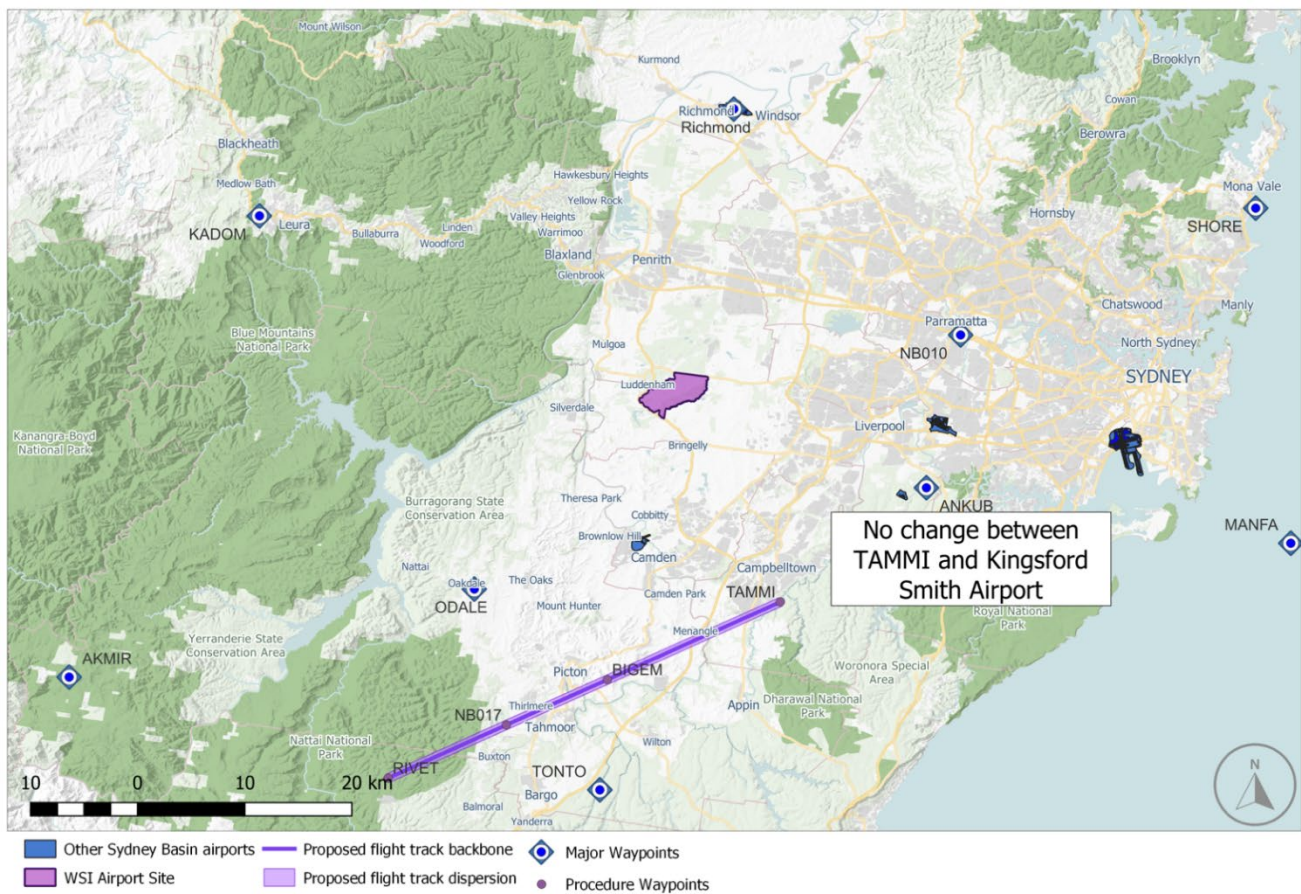 Mount Wilson
Kurmond
Brooklyn
Cowan
Richmond
Windsor
Richmond
Berowra
Blackheath
Hawkesbury Heights
Medlow Bath
Yellow Rock
Mona Vale
KADOM
Leura
Bullaburra
Linden
Valley Heights
Hornsby
SHORE
Woodford
Warrimoo
Blaxland
Penrith
Glenbrook
Chatswood
Manly
Blue Mountains
National Park
Parramatta
Mulgoa
NB010
North Sydney
SYDNEY
Luddenham
Silverdale
Liverpool
Kanangra-Boyd
National Park
Bringelly
Burragorang State
Conservation Area
Theresa Park
ANKUB
Cobbitty
MANFA
Brownlow Hill
Camden
No change between
TAMMI and Kingsford
Smith Airport
Nattai
The Oaks
Oakdale
Campbelltown
ODALE
Camden Park
TAMMI
Mount Hunter
Royal National
Park
Menangle
Yerranderie State
Conservation Area
AKMIR
Picton
BIGEM
Woronora Special
Area
Dharawal National
Park
Thirlmere
Appin
NB017
Tahmoor
Nattai National
Park
Wilton
Buxton
RIVET
TONTO
10 0 10 20 km
Balmoral
Bargo
Yanderra
N
Other Sydney Basin airports
Proposed flight track backbone
Major Waypoints
WSI Airport Site
Proposed flight track dispersion
Procedure Waypoints